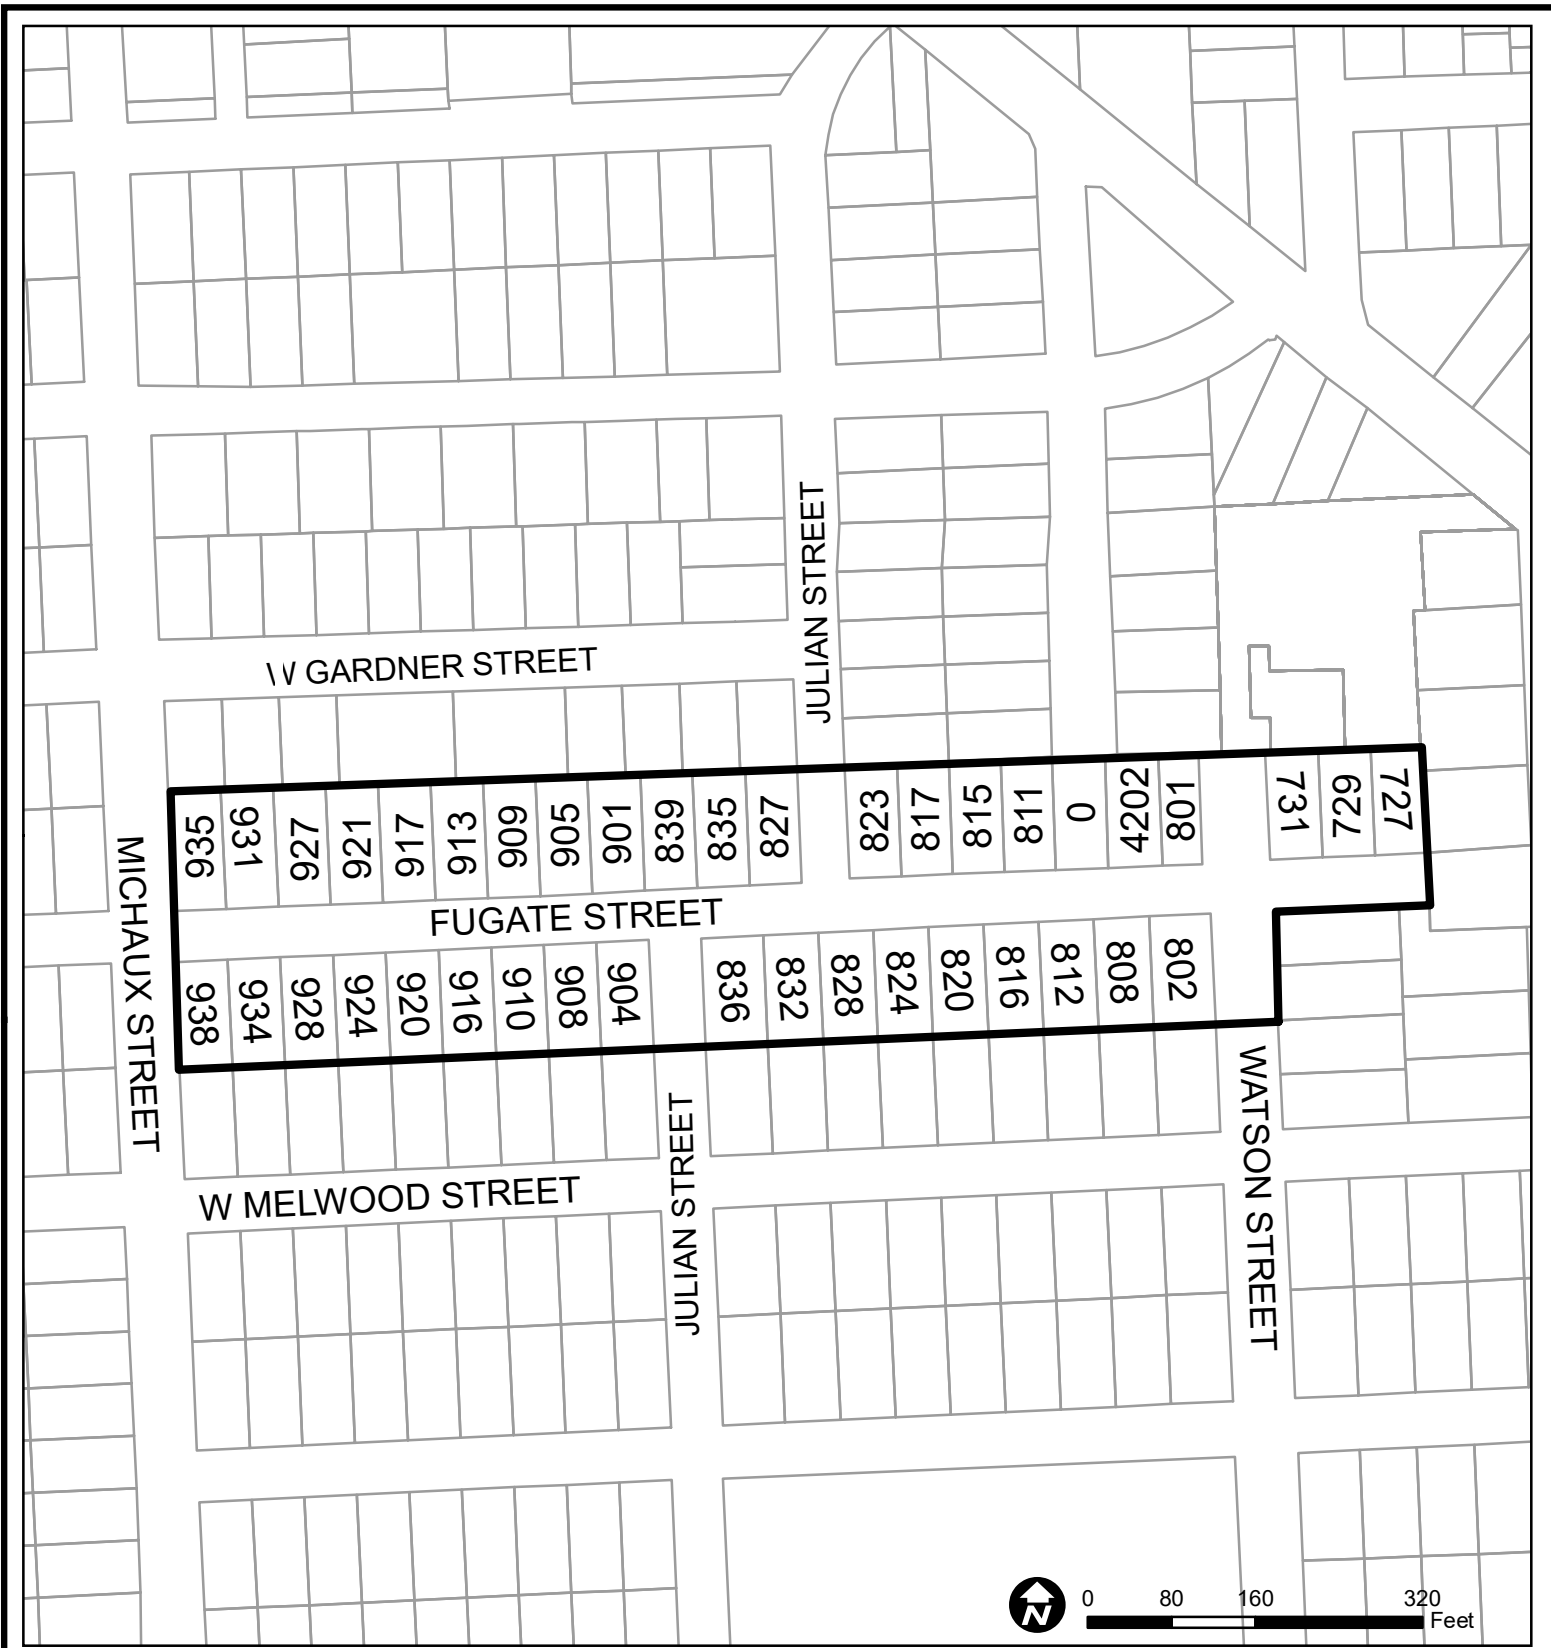 JULIAN STREET
W GARDNER STREET
935 931 927 921 917 913 909 905 901 839 835 827 823 817 815 811 0 4202 801 731 729 727
MICHAUX STREET
FUGATE STREET
938 934 928 924 920 916 910 908 904 836 832 828 824 820 816 812 808 802
WATSON STREET
JULIAN STREET
W MELWOOD STREET
N
0 80 160 320
Feet